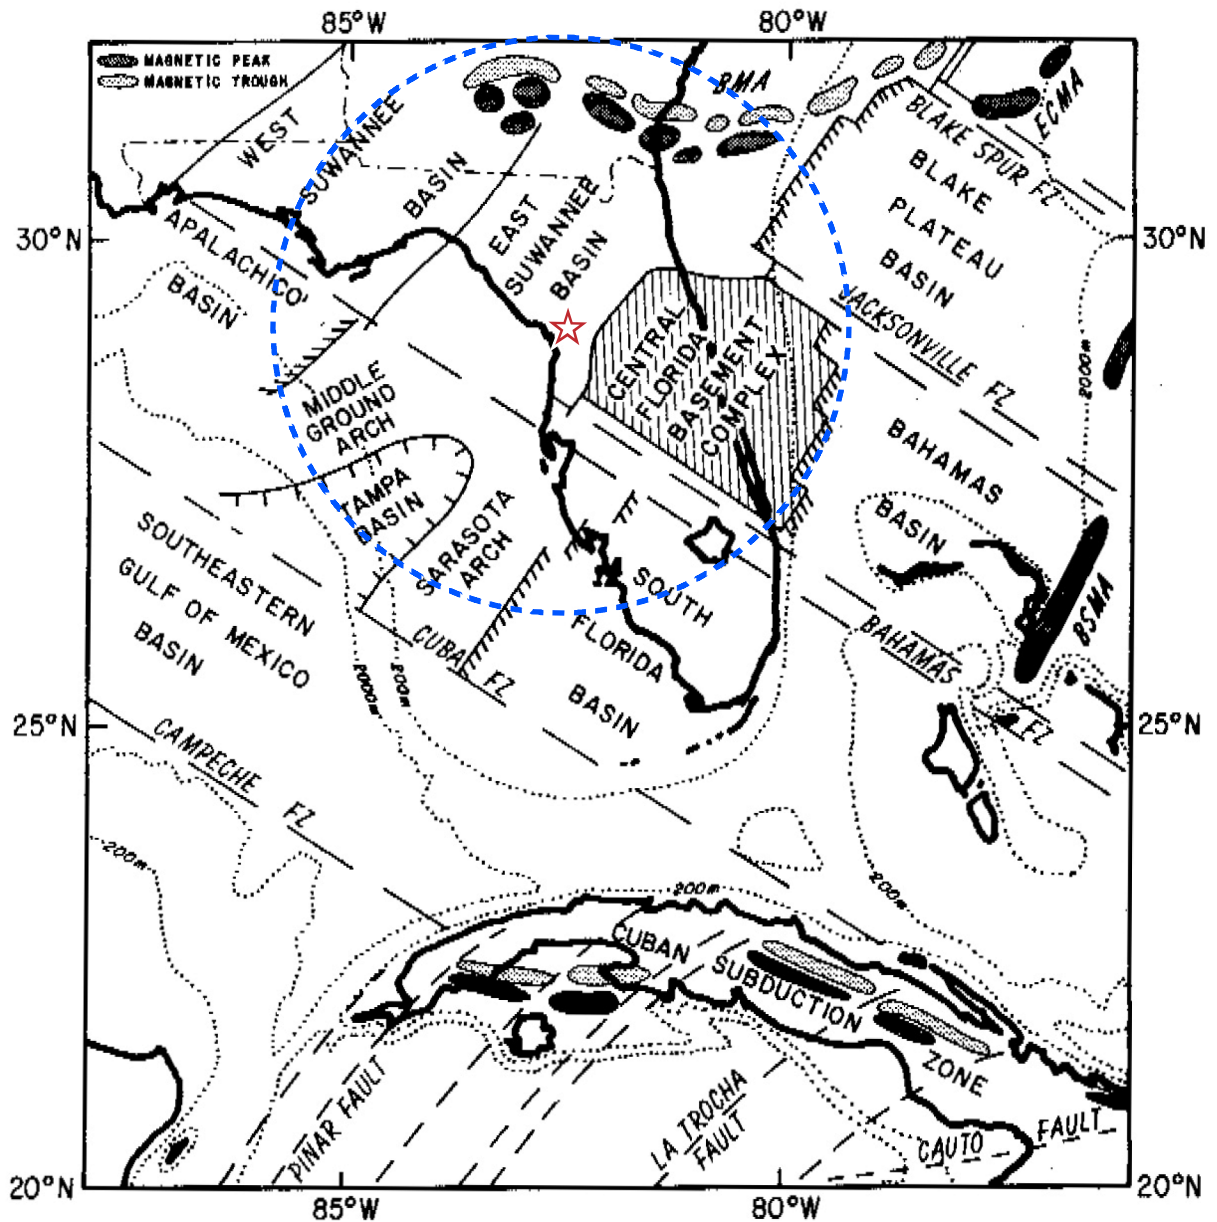 85°W
80°W
MAGNETIC PEAK
MAGNETIC TROUGH
BMA
ECMA
WEST
SUWANNEE
BASIN
BLAKE SPUR FZ
BLAKE
PLATEAU
BASIN
30°N
30°N
APALACHICO'
BASIN
EAST
SUWANNEE
BASIN
JACKSONVILLE FZ
CENTRAL
FLORIDA
BASEMENT
COMPLEX
2000m
MIDDLE
GROUND
ARCH
TAMPA
BASIN
SARASOTA
ARCH
BAHAMAS
BASIN
SOUTHEASTERN
GULF OF MEXICO
BASIN
SOUTH
FLORIDA
BASIN
CUBA FZ
BAHAMAS
FZ
BSMA
2000m
200m
25°N
25°N
CAMPECHE
FZ
200m
200m
200m
CUBAN
SUBDUCTION
ZONE
PINAR FAULT
LA TROCHA
FAULT
CAUTO
FAULT
20°N
20°N
85°W
80°W